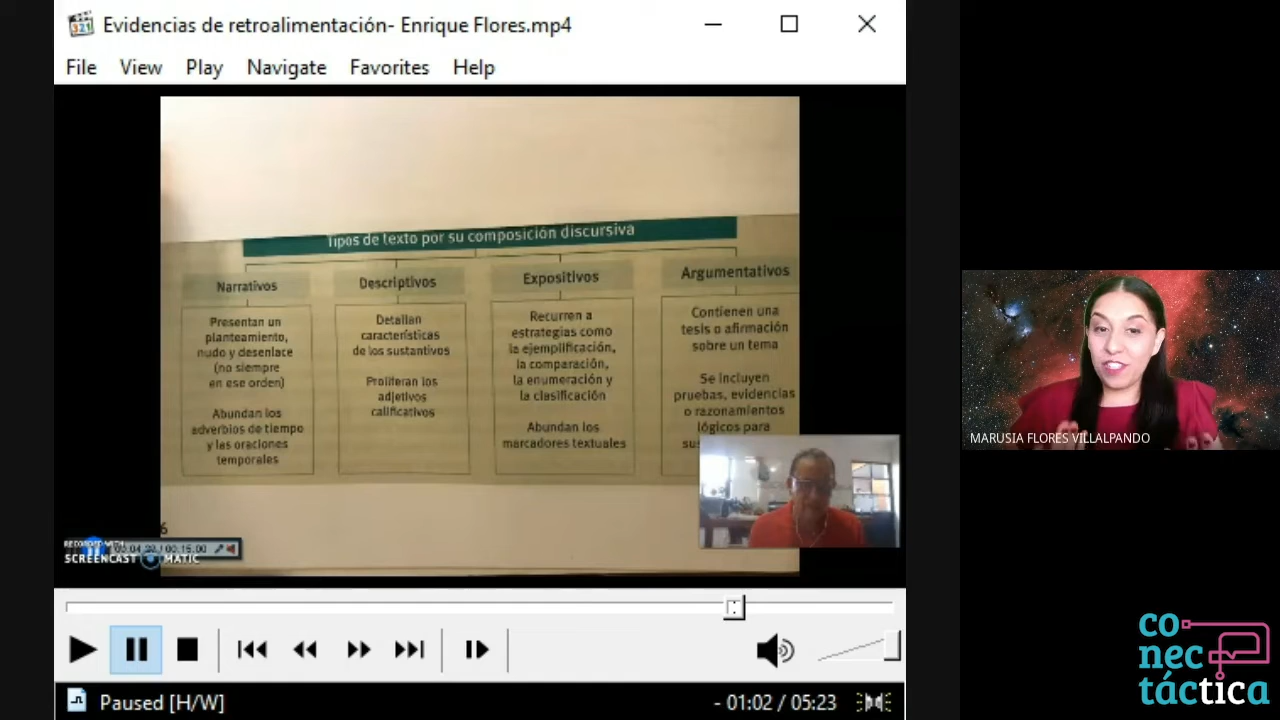 Evidencias de retroalimentación- Enrique Flores.mp4
File View Play Navigate Favorites Help
Tipos de texto por su composición discursiva
Narrativos
Presentan un
planteamiento,
nudo y desenlace
(no siempre
en ese orden)
Abundan los
adverbios de tiempo
y las oraciones
temporales
Descriptivos
Detallan
características
de los sustantivos
Proliferan los
adjetivos
calificativos
Expositivos
Recurren a
estrategias como
la ejemplificación,
la comparación,
la enumeración y
la clasificación
Abundan los
marcadores textuales
Argumentativos
Contienen una
tesis o afirmación
sobre un tema
Se incluyen
pruebas, evidencias
o razonamientos
lógicos para
6
RECORDED WITH
SCREENCAST MATIC
Paused [H/W]
- 01:02 / 05:23
MARUSIA FLORES VILLALPANDO
co
nec
táctica